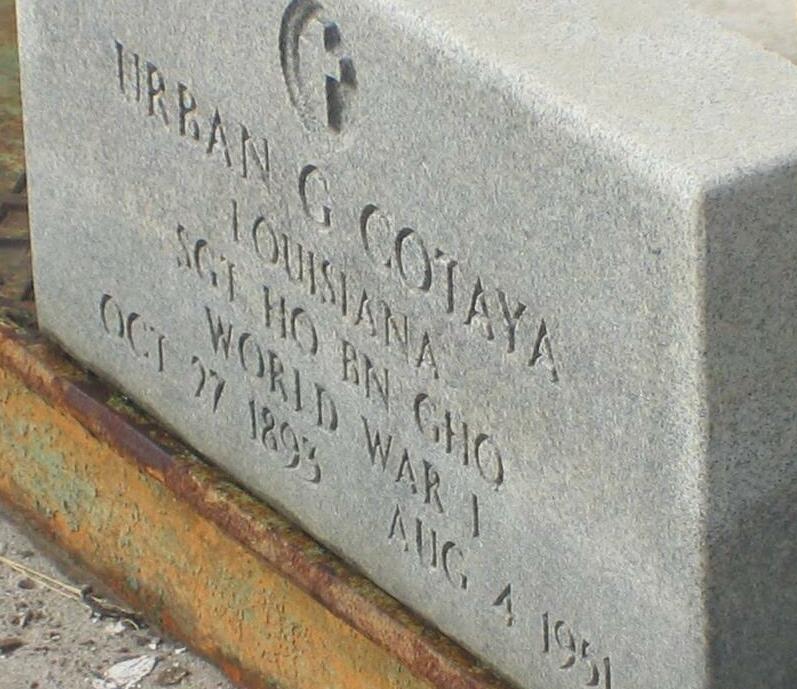 URBAN G COTAYA
LOUISIANA
SGT HQ BN GHQ
WORLD WAR I
OCT 27 1893 AUG 4 1951